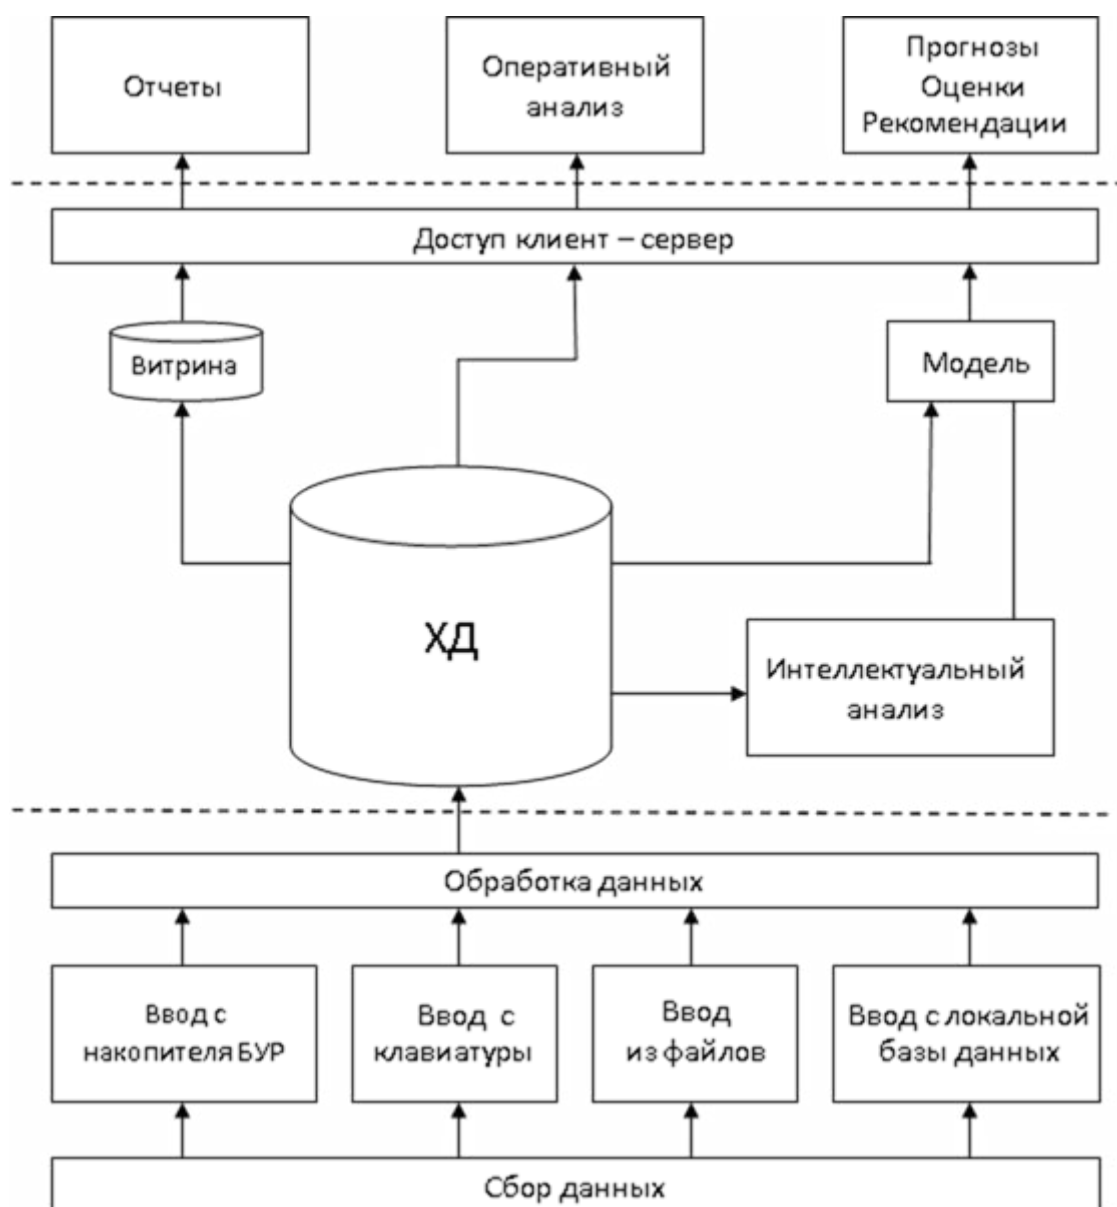 Отчеты
Оперативный
анализ
Прогнозы
Оценки
Рекомендации
Доступ клиент – сервер
Витрина
Модель
ХД
Интеллектуальный
анализ
Обработка данных
Ввод с
накопителя БУР
Ввод с
клавиатуры
Ввод
из файлов
Ввод с локальной
базы данных
Сбор данных